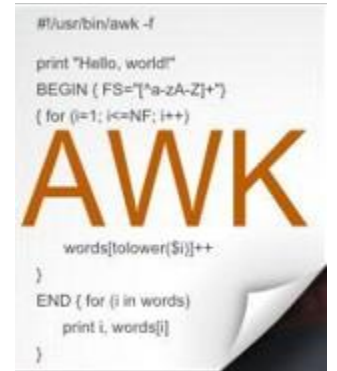 #!/usr/bin/awk -f
print "Hello, world!"
BEGIN { FS="[^a-zA-Z]+"}
{ for (i=1; i<=NF; i++)
AWK
words[tolower($i)]++
}
END { for (i in words)
print i, words[i]
}